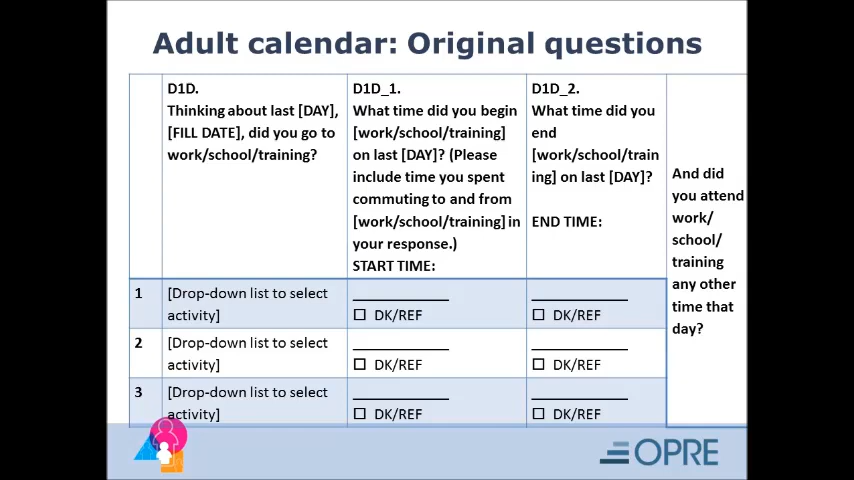 Adult calendar: Original questions
D1D.
Thinking about last [DAY],
[FILL DATE], did you go to
work/school/training?
D1D_1.
What time did you begin
[work/school/training]
on last [DAY]? (Please
include time you spent
commuting to and from
[work/school/training] in
your response.)
START TIME:
D1D_2.
What time did you
end
[work/school/train
ing] on last [DAY]?
END TIME:
And did
you attend
work/
school/
training
any other
time that
day?
1
[Drop-down list to select
activity]
DK/REF
DK/REF
2
[Drop-down list to select
activity]
DK/REF
DK/REF
3
[Drop-down list to select
activity]
DK/REF
DK/REF
OPRE